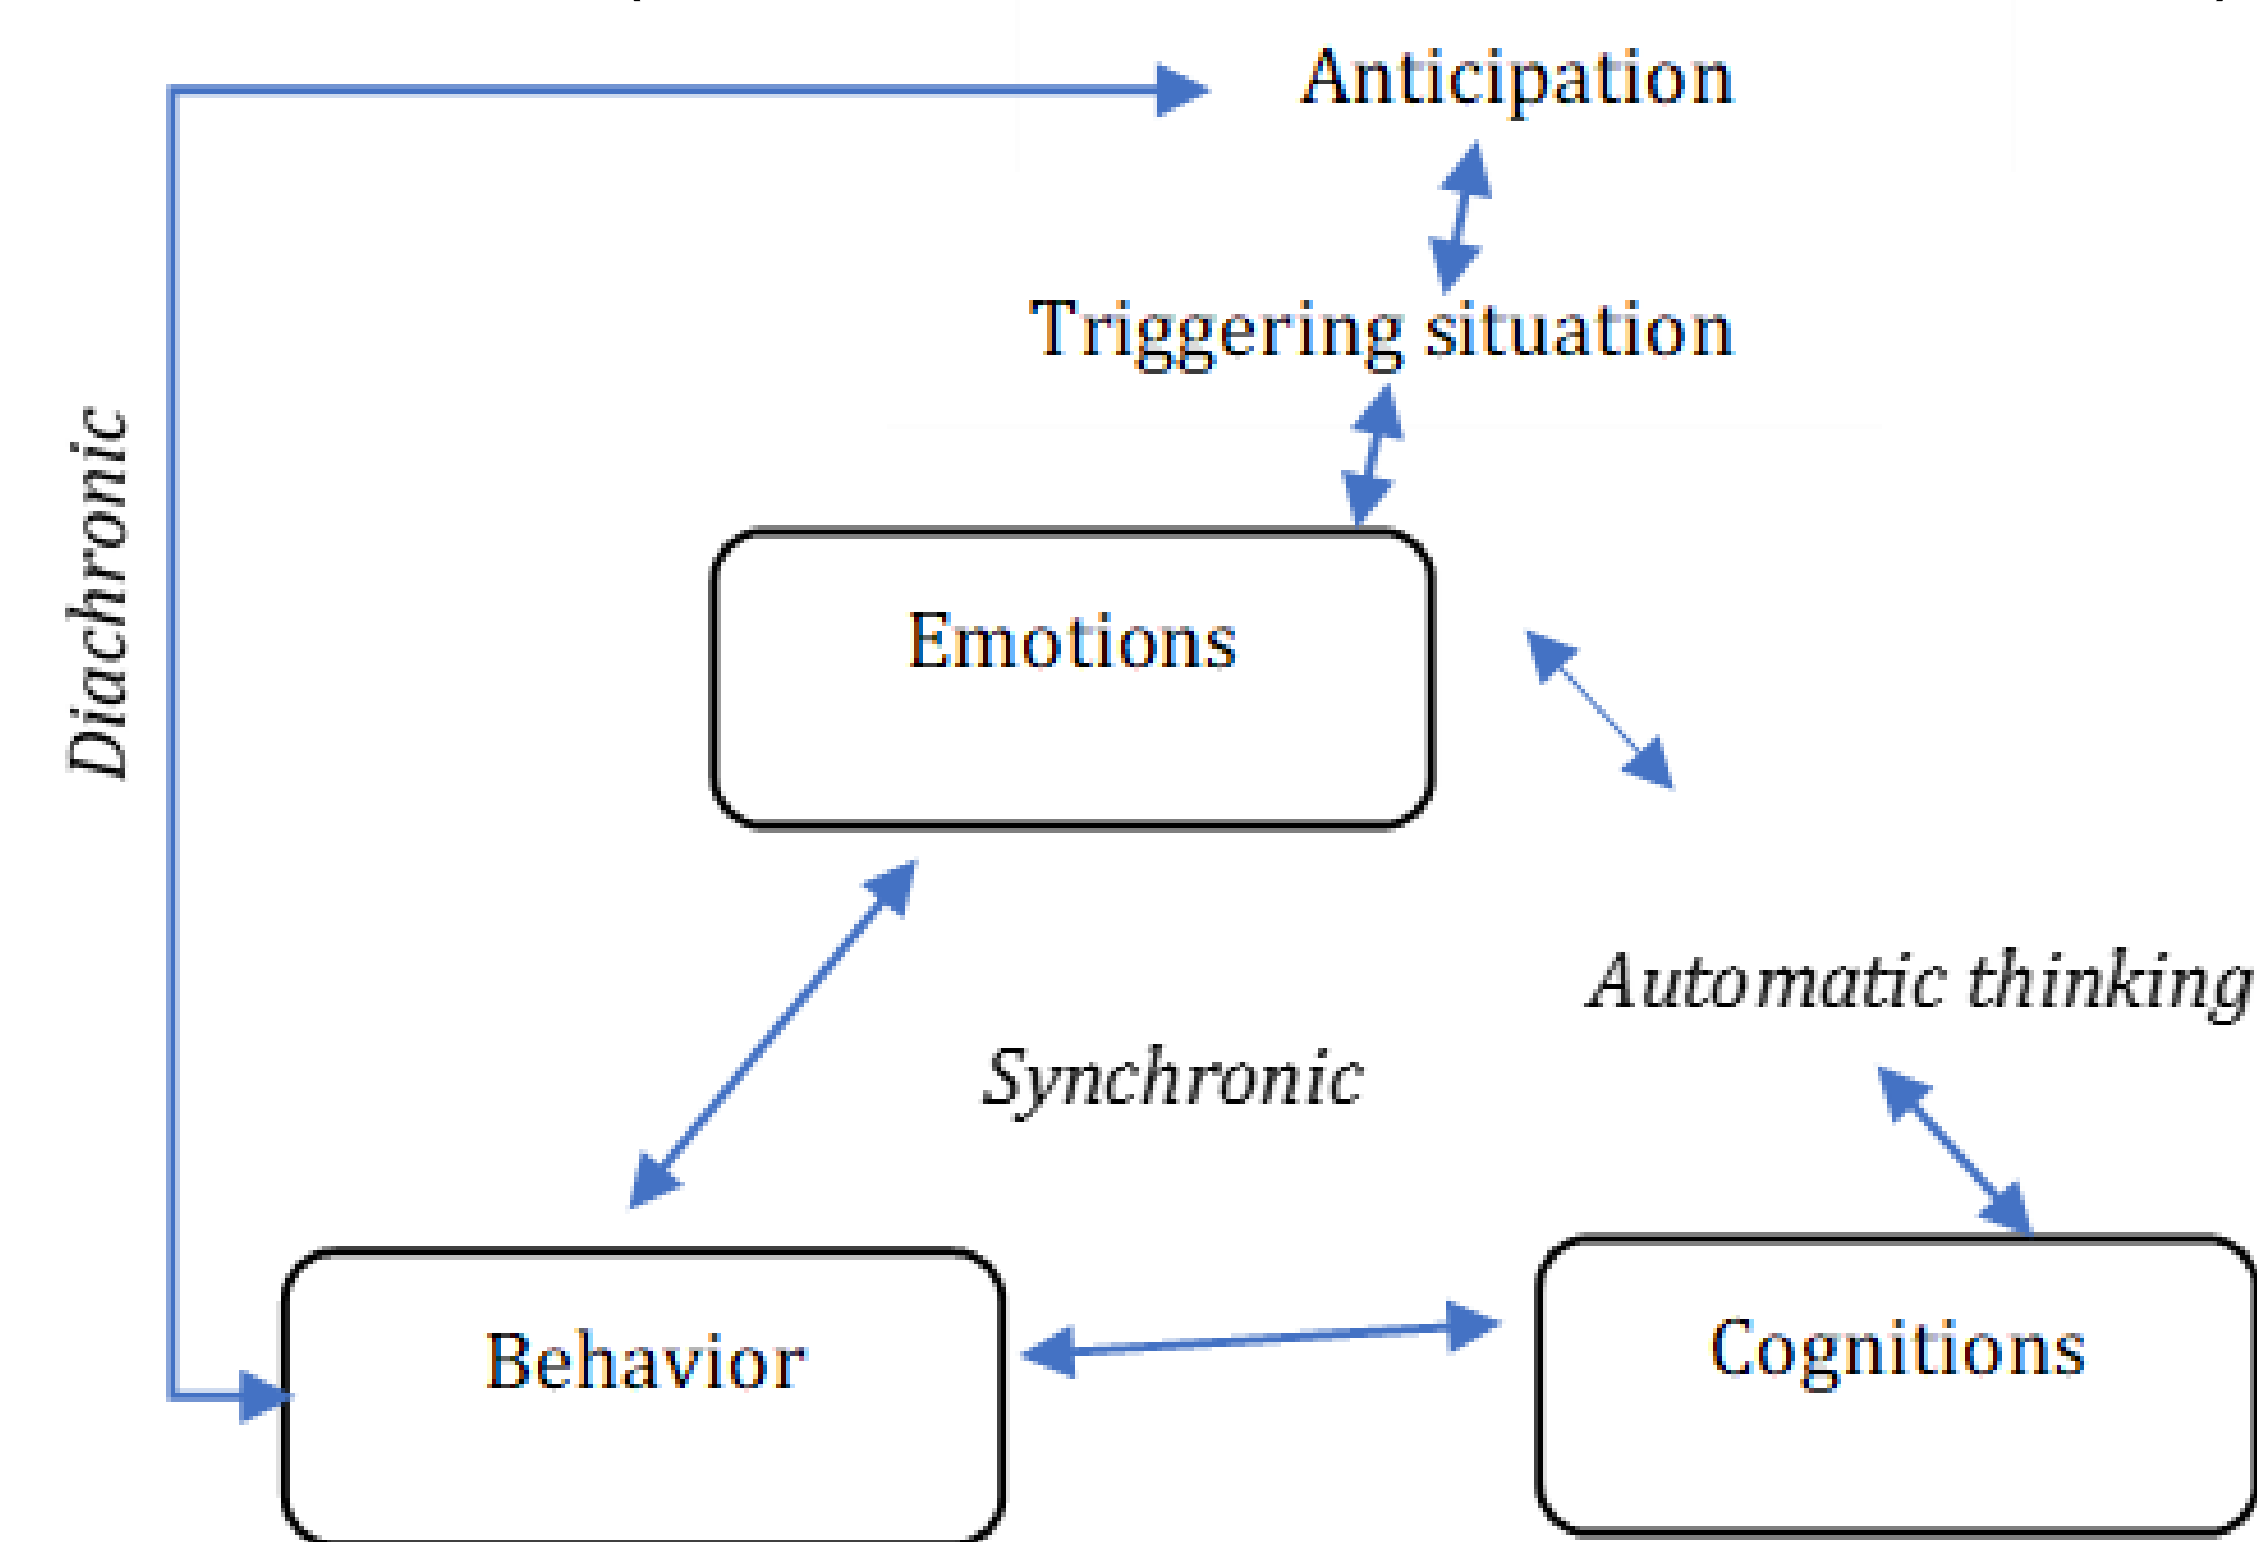 Anticipation
Triggering situation
Diachronic
Emotions
Automatic thinking
Synchronic
Behavior
Cognitions